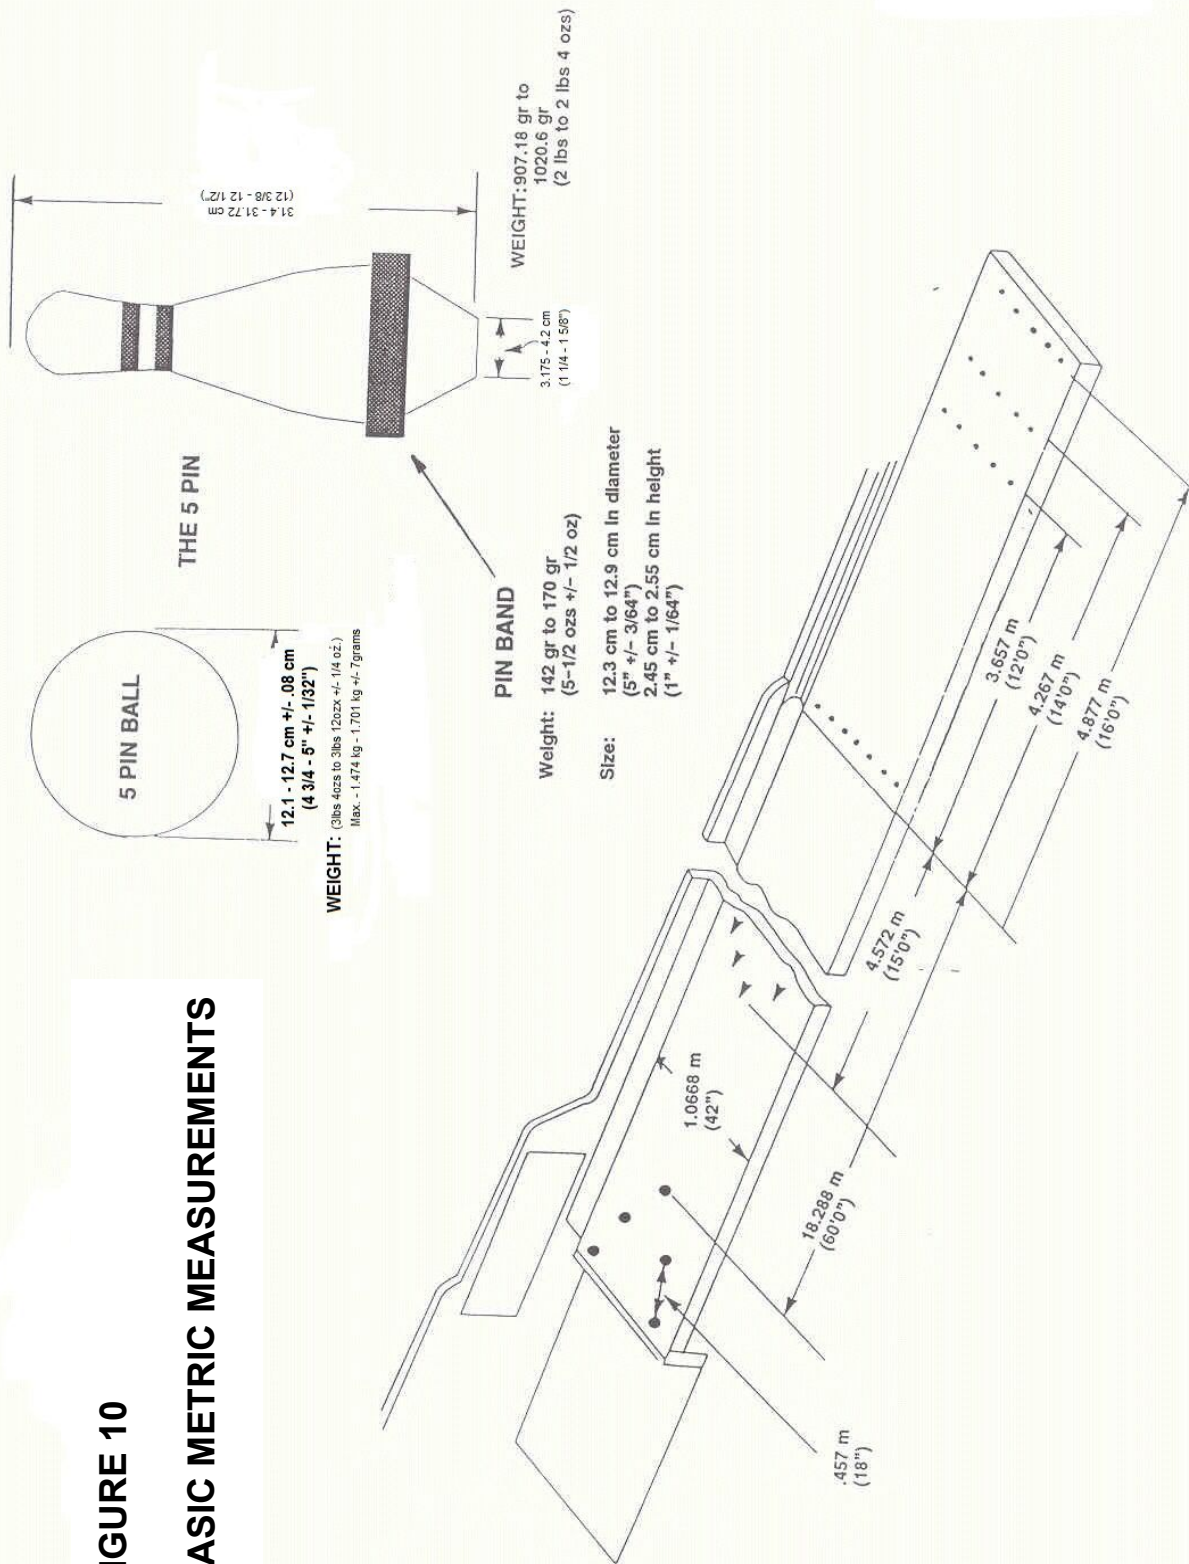 IGURE 10
ASIC METRIC MEASUREMENTS
5 PIN BALL
12.1 - 12.7 cm +/- .08 cm
(4 3/4 - 5" +/- 1/32")
WEIGHT: (3lbs 4ozs to 3lbs 12ozx +/- 1/4 oz.)
Max. - 1.474 kg - 1.701 kg +/- 7grams
THE 5 PIN
31.4 - 31.72 cm
(12 3/8 - 12 1/2")
3.175 - 4.2 cm
(1 1/4 - 1 5/8")
WEIGHT: 907.18 gr to
1020.6 gr
(2 lbs to 2 lbs 4 ozs)
PIN BAND
Weight: 142 gr to 170 gr
(5-1/2 ozs +/- 1/2 oz)
Size: 12.3 cm to 12.9 cm In diameter
(5" +/- 3/64")
2.45 cm to 2.55 cm In height
(1" +/- 1/64")
1.0668 m
(42")
.457 m
(18")
18.288 m
(60'0")
4.572 m
(15'0")
3.657 m
(12'0")
4.267 m
(14'0")
4.877 m
(16'0")